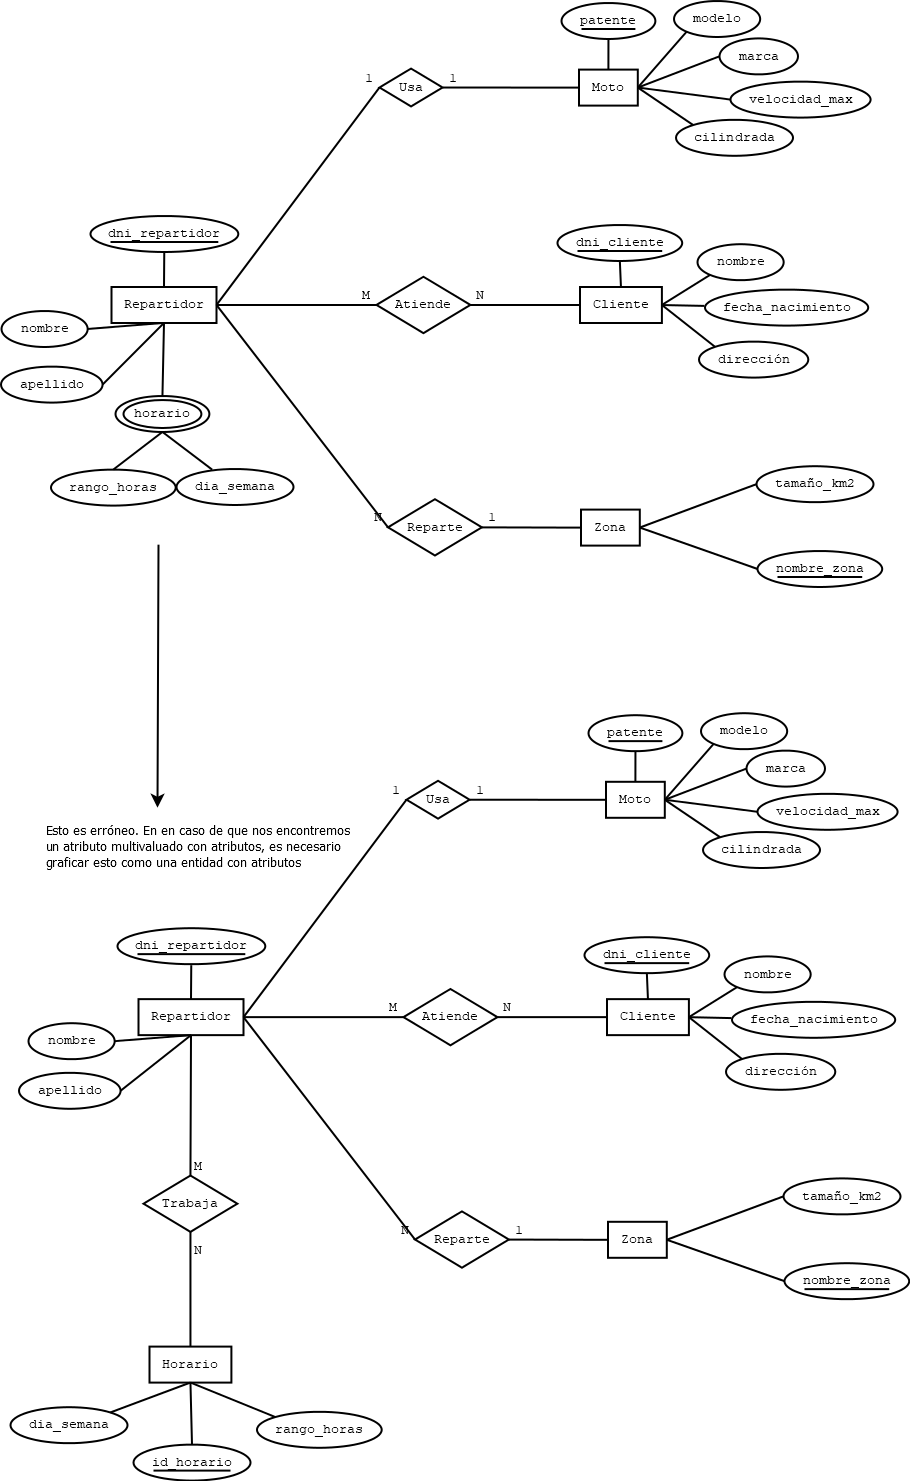 patente
modelo
marca
velocidad_max
cilindrada
Moto
1 Usa 1
dni_repartidor
Repartidor
nombre
apellido
horario
rango_horas
dia_semana
M Atiende N
dni_cliente
Cliente
nombre
fecha_nacimiento
dirección
N Reparte 1
Zona
tamaño_km2
nombre_zona
Esto es erróneo. En en caso de que nos encontremos
un atributo multivaluado con atributos, es necesario
graficar esto como una entidad con atributos
patente
modelo
marca
velocidad_max
cilindrada
Moto
1 Usa 1
dni_repartidor
Repartidor
nombre
apellido
M Atiende N
dni_cliente
Cliente
nombre
fecha_nacimiento
dirección
M
Trabaja
N
N Reparte 1
Zona
tamaño_km2
nombre_zona
Horario
dia_semana
id_horario
rango_horas